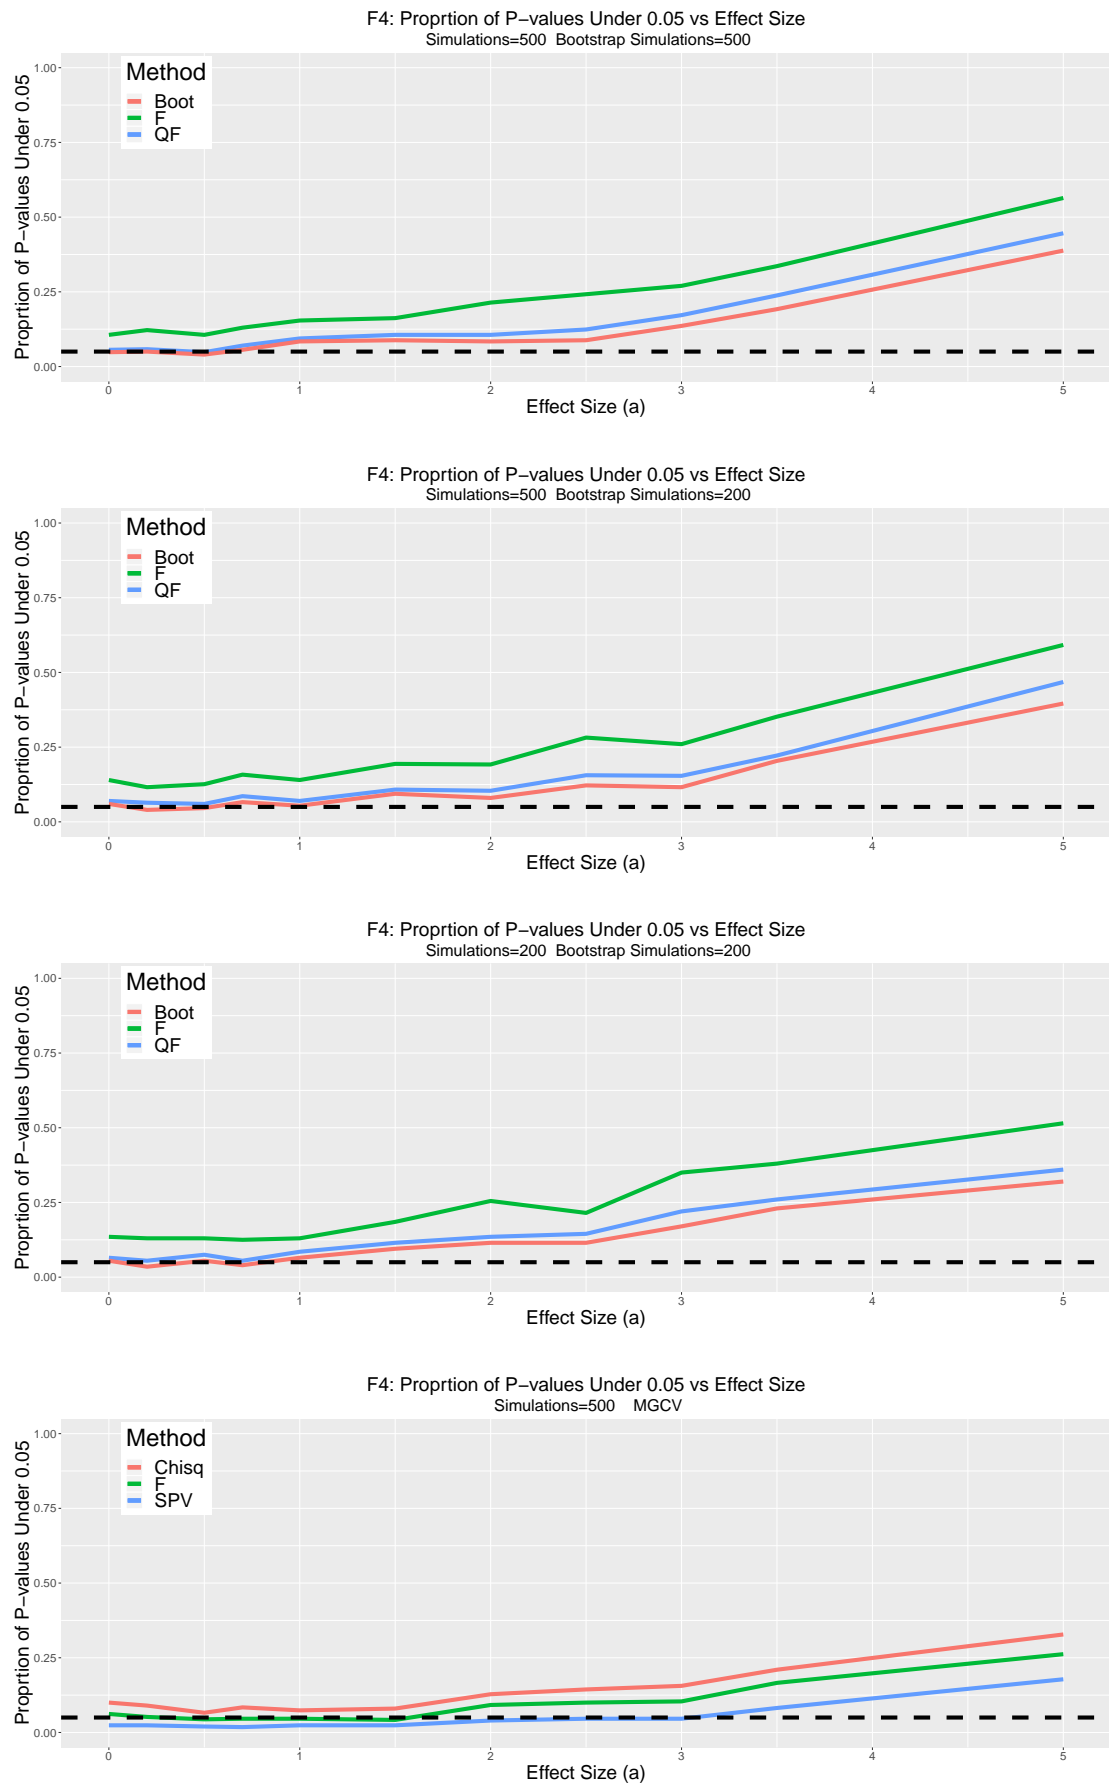 F4: Proprtion of P−values Under 0.05 vs Effect Size
Simulations=500 Bootstrap Simulations=500
Proprtion of P−values Under 0.05
1.00
0.75
0.50
0.25
0.00
Method
Boot
F
QF
0 1 2 3 4 5
Effect Size (a)
F4: Proprtion of P−values Under 0.05 vs Effect Size
Simulations=500 Bootstrap Simulations=200
Proprtion of P−values Under 0.05
1.00
0.75
0.50
0.25
0.00
Method
Boot
F
QF
0 1 2 3 4 5
Effect Size (a)
F4: Proprtion of P−values Under 0.05 vs Effect Size
Simulations=200 Bootstrap Simulations=200
Proprtion of P−values Under 0.05
1.00
0.75
0.50
0.25
0.00
Method
Boot
F
QF
0 1 2 3 4 5
Effect Size (a)
F4: Proprtion of P−values Under 0.05 vs Effect Size
Simulations=500 MGCV
Proprtion of P−values Under 0.05
1.00
0.75
0.50
0.25
0.00
Method
Chisq
F
SPV
0 1 2 3 4 5
Effect Size (a)